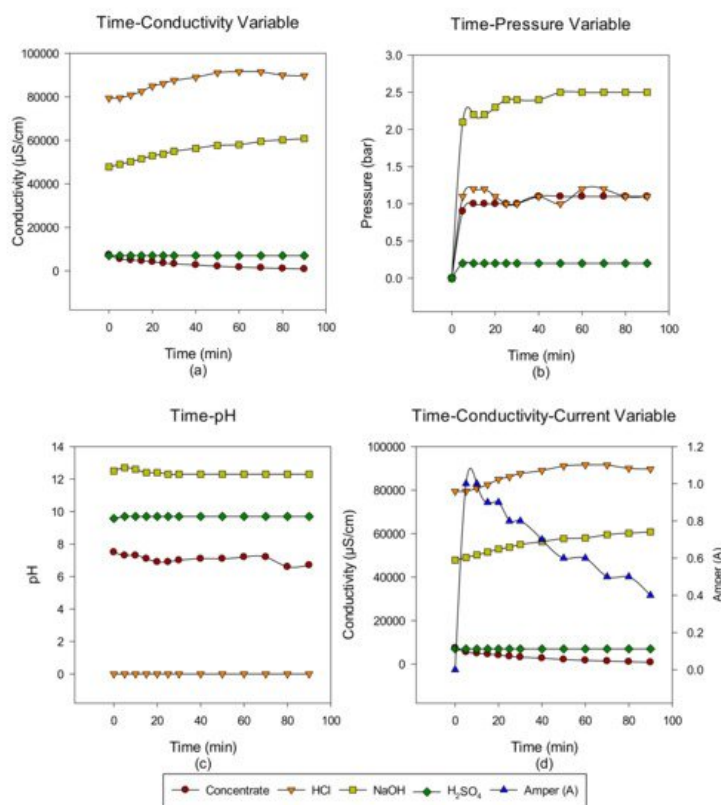 Time-Conductivity Variable
Conductivity (µS/cm)
100000
80000
60000
40000
20000
0
0 20 40 60 80 100
Time (min)
(a)
Time-Pressure Variable
Pressure (bar)
3.0
2.5
2.0
1.5
1.0
0.5
0.0
0 20 40 60 80 100
Time (min)
(b)
Time-pH
pH
14
12
10
8
6
4
2
0
0 20 40 60 80 100
Time (min)
(c)
Time-Conductivity-Current Variable
Conductivity (µS/cm)
100000
80000
60000
40000
20000
0
1.2
1.0
0.8
0.6
0.4
0.2
0.0
Amper (A)
0 20 40 60 80 100
Time (min)
(d)
Concentrate HCl NaOH H₂SO₄ Amper (A)